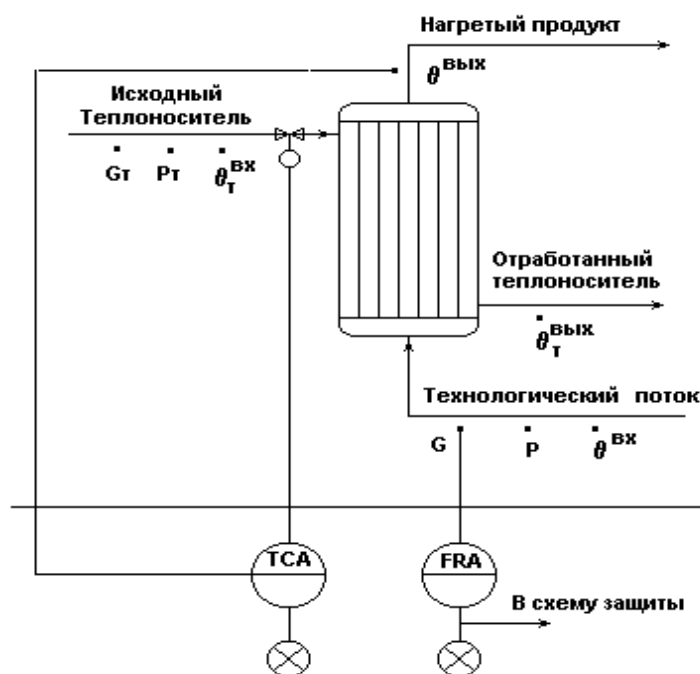 Нагретый продукт
θвых
Исходный
Теплоноситель
Gт Pт θтвх
Отработанный
теплоноситель
θтвых
Технологический поток
G P θвх
TCA FRA
В схему защиты